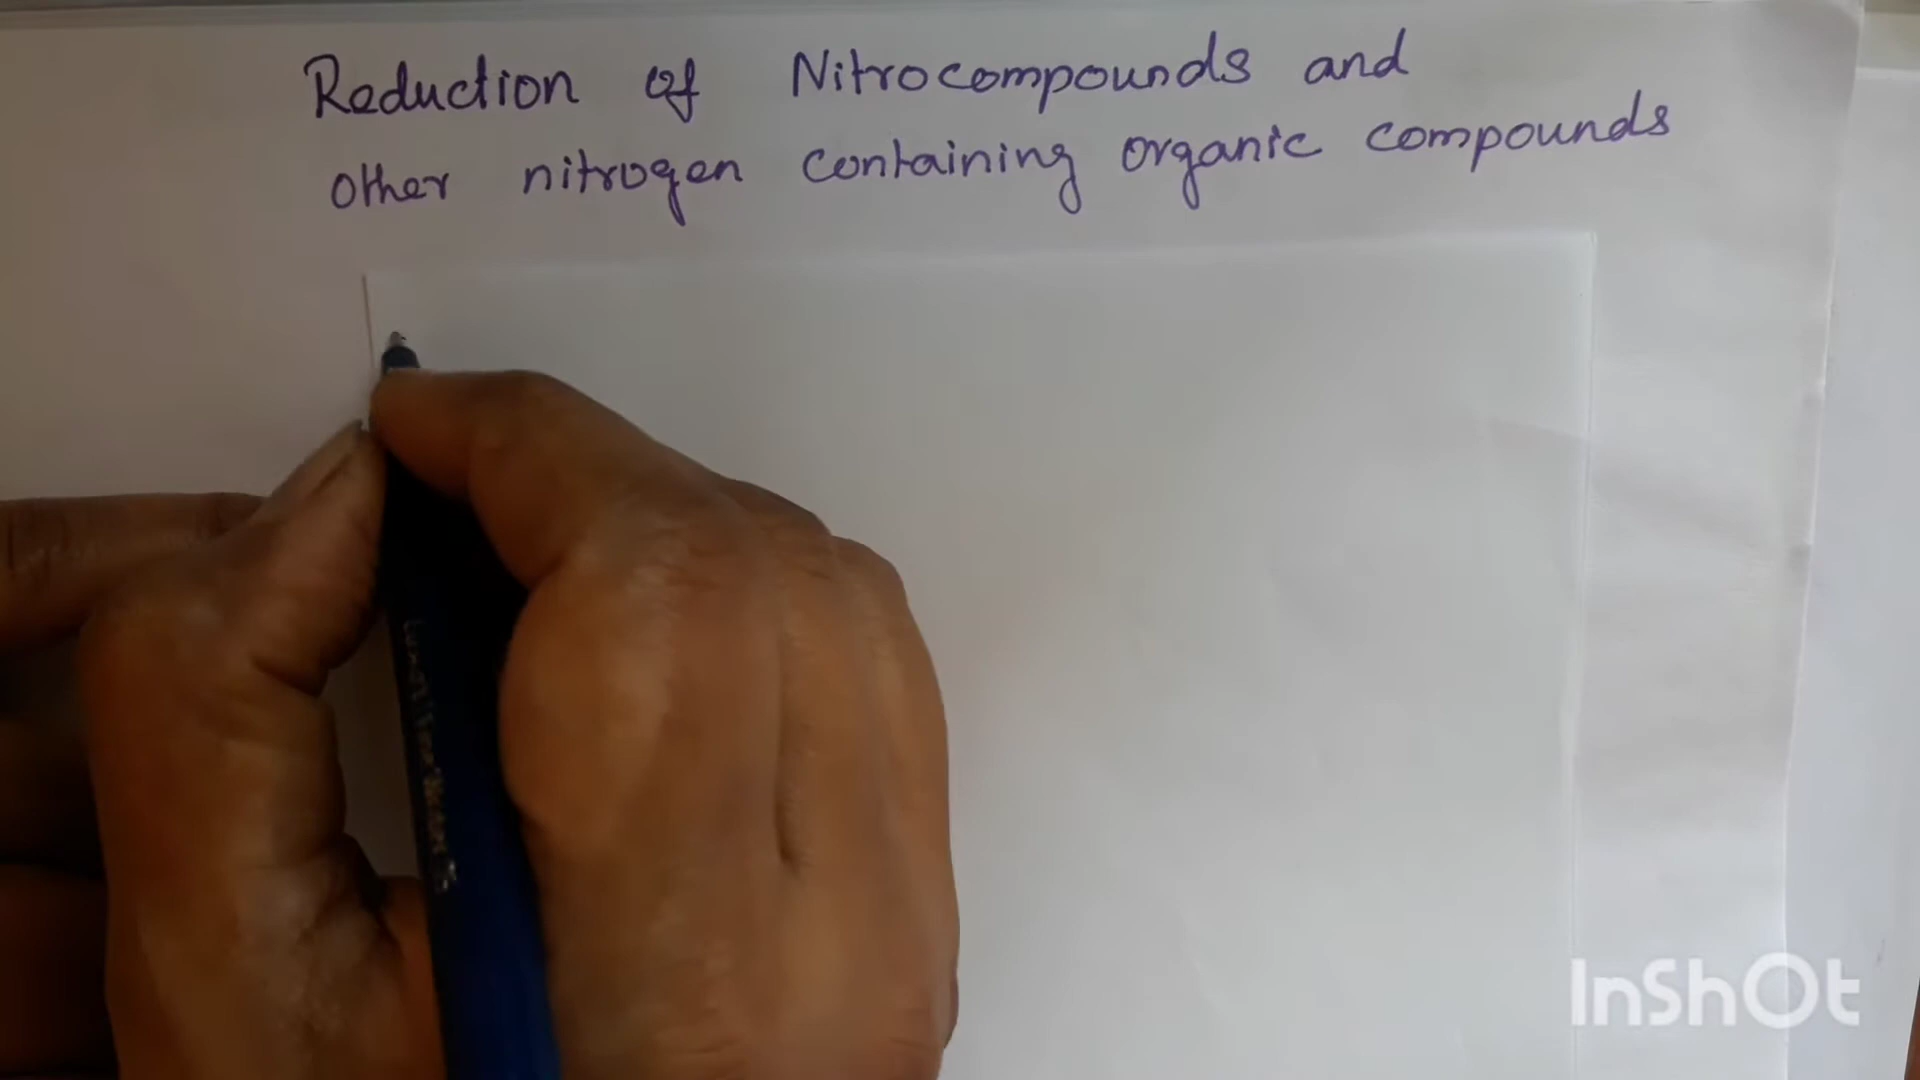 Reduction of Nitrocompounds and
other nitrogen containing organic compounds
InShOt